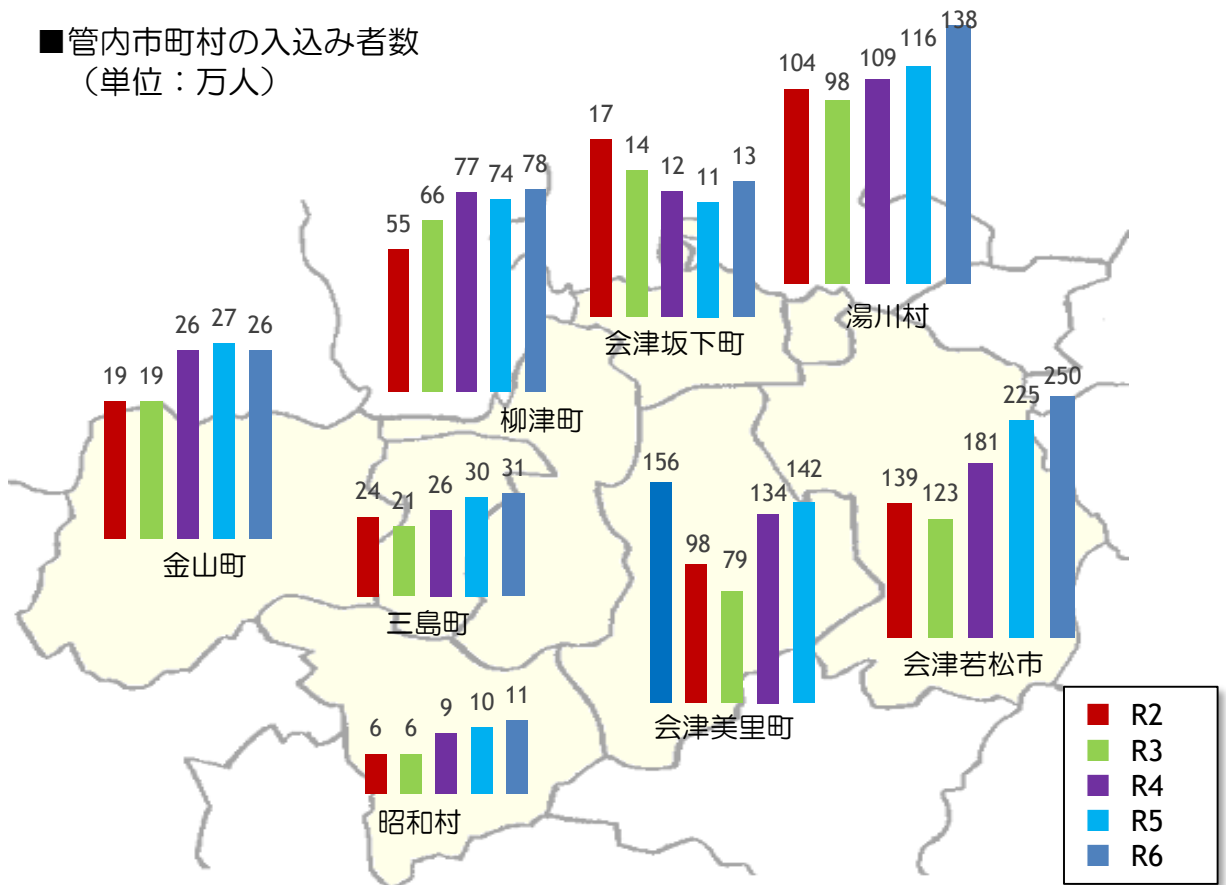 ■管内市町村の入込み者数
（単位：万人）
104 98 109 116 138
湯川村
17 14 12 11 13
会津坂下町
55 66 77 74 78
柳津町
19 19 26 27 26
金山町
24 21 26 30 31
三島町
156 98 79 134 142
会津美里町
139 123 181 225 250
会津若松市
6 6 9 10 11
昭和村
R2
R3
R4
R5
R6